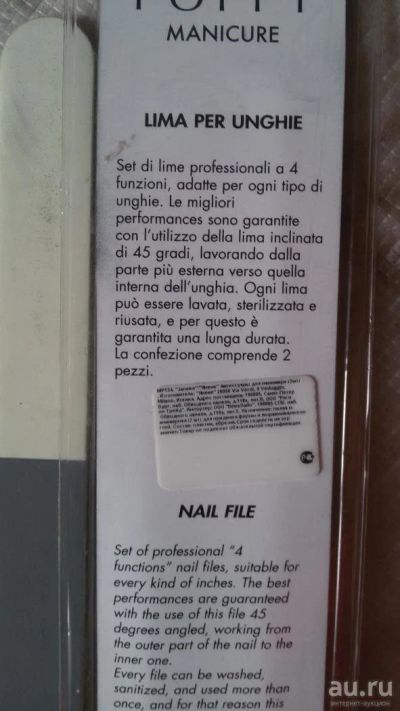 MANICURE
LIMA PER UNGHIE
Set di lime professionali a 4
funzioni, adatte per ogni tipo di
unghie. Le migliori
performances sono garantite
con l'utilizzo della lima inclinata
di 45 gradi, lavorando dalla
parte più esterna verso quella
interna dell'unghia. Ogni lima
può essere lavata, sterilizzata e
riusata, e per questo è
garantita una lunga durata.
La confezione comprende 2
pezzi.
NAIL FILE
Set of professional "4
functions" nail files, suitable for
every kind of inches. The best
performances are guaranteed
with the use of this file 45
degrees angled, working from
the outer part of the nail to the
inner one.
Every file can be washed,
sanitized, and used more than
once, and for that reason this
au.ru
интернет-аукцион